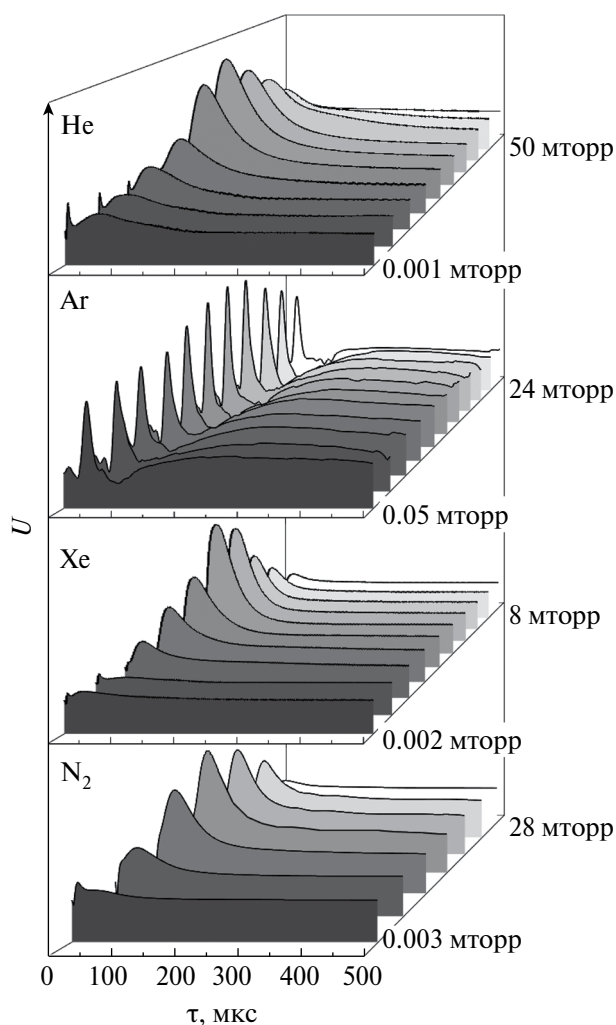 He
50 мторр
0.001 мторр
Ar
24 мторр
0.05 мторр
U
Xe
8 мторр
0.002 мторр
N₂
28 мторр
0.003 мторр
0 100 200 300 400 500
τ, мкс